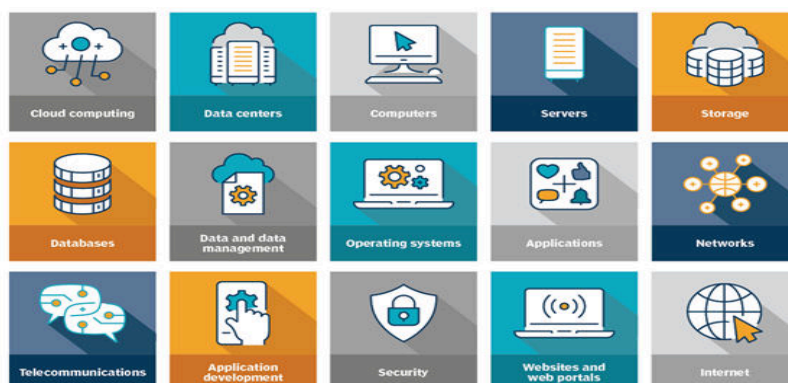 Cloud computing
Data centers
Computers
Servers
Storage
Databases
Data and data
management
Operating systems
Applications
Networks
Telecommunications
Application
development
Security
Websites and
web portals
Internet